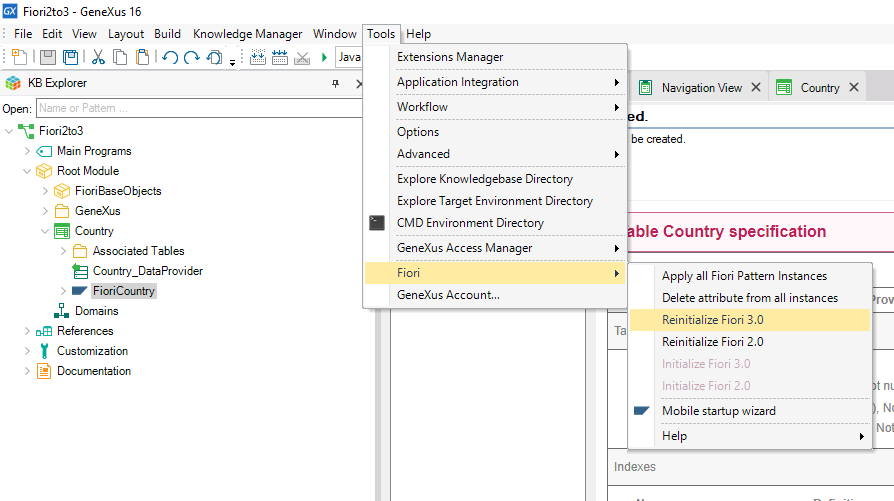 GX Fiori2to3 - GeneXus 16
File Edit View Layout Build Knowledge Manager Window Tools Help
Java
KB Explorer
Open: Name or Pattern ...
Fiori2to3
Main Programs
Root Module
FioriBaseObjects
GeneXus
Country
Associated Tables
Country_DataProvider
FioriCountry
Domains
References
Customization
Documentation
Extensions Manager
Application Integration
Workflow
Options
Advanced
Explore Knowledgebase Directory
Explore Target Environment Directory
CMD Environment Directory
GeneXus Access Manager
Fiori
GeneXus Account...
Apply all Fiori Pattern Instances
Delete attribute from all instances
Reinitialize Fiori 3.0
Reinitialize Fiori 2.0
Initialize Fiori 3.0
Initialize Fiori 2.0
Mobile startup wizard
Help
Navigation View
Country
ed.
be created.
able Country specification
Prov
Ta
ot nu
), No
Not
Indexes